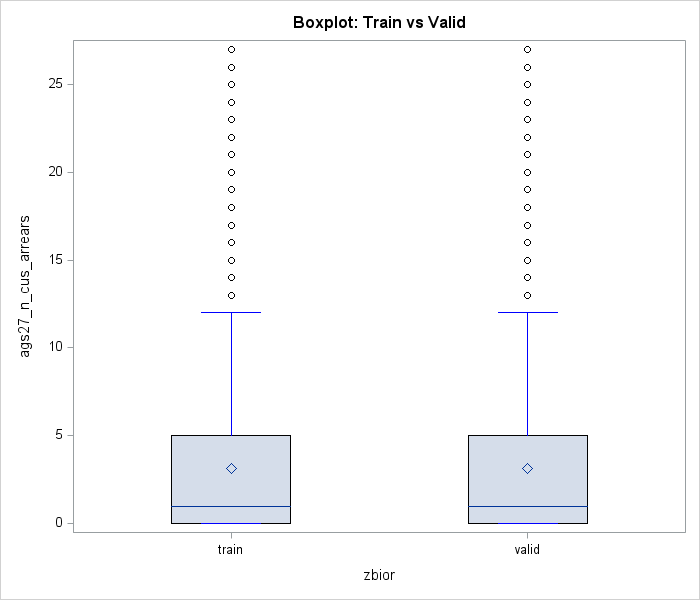 Boxplot: Train vs Valid
25
20
15
10
5
0
ags27_n_cus_arrears
train
valid
zbior